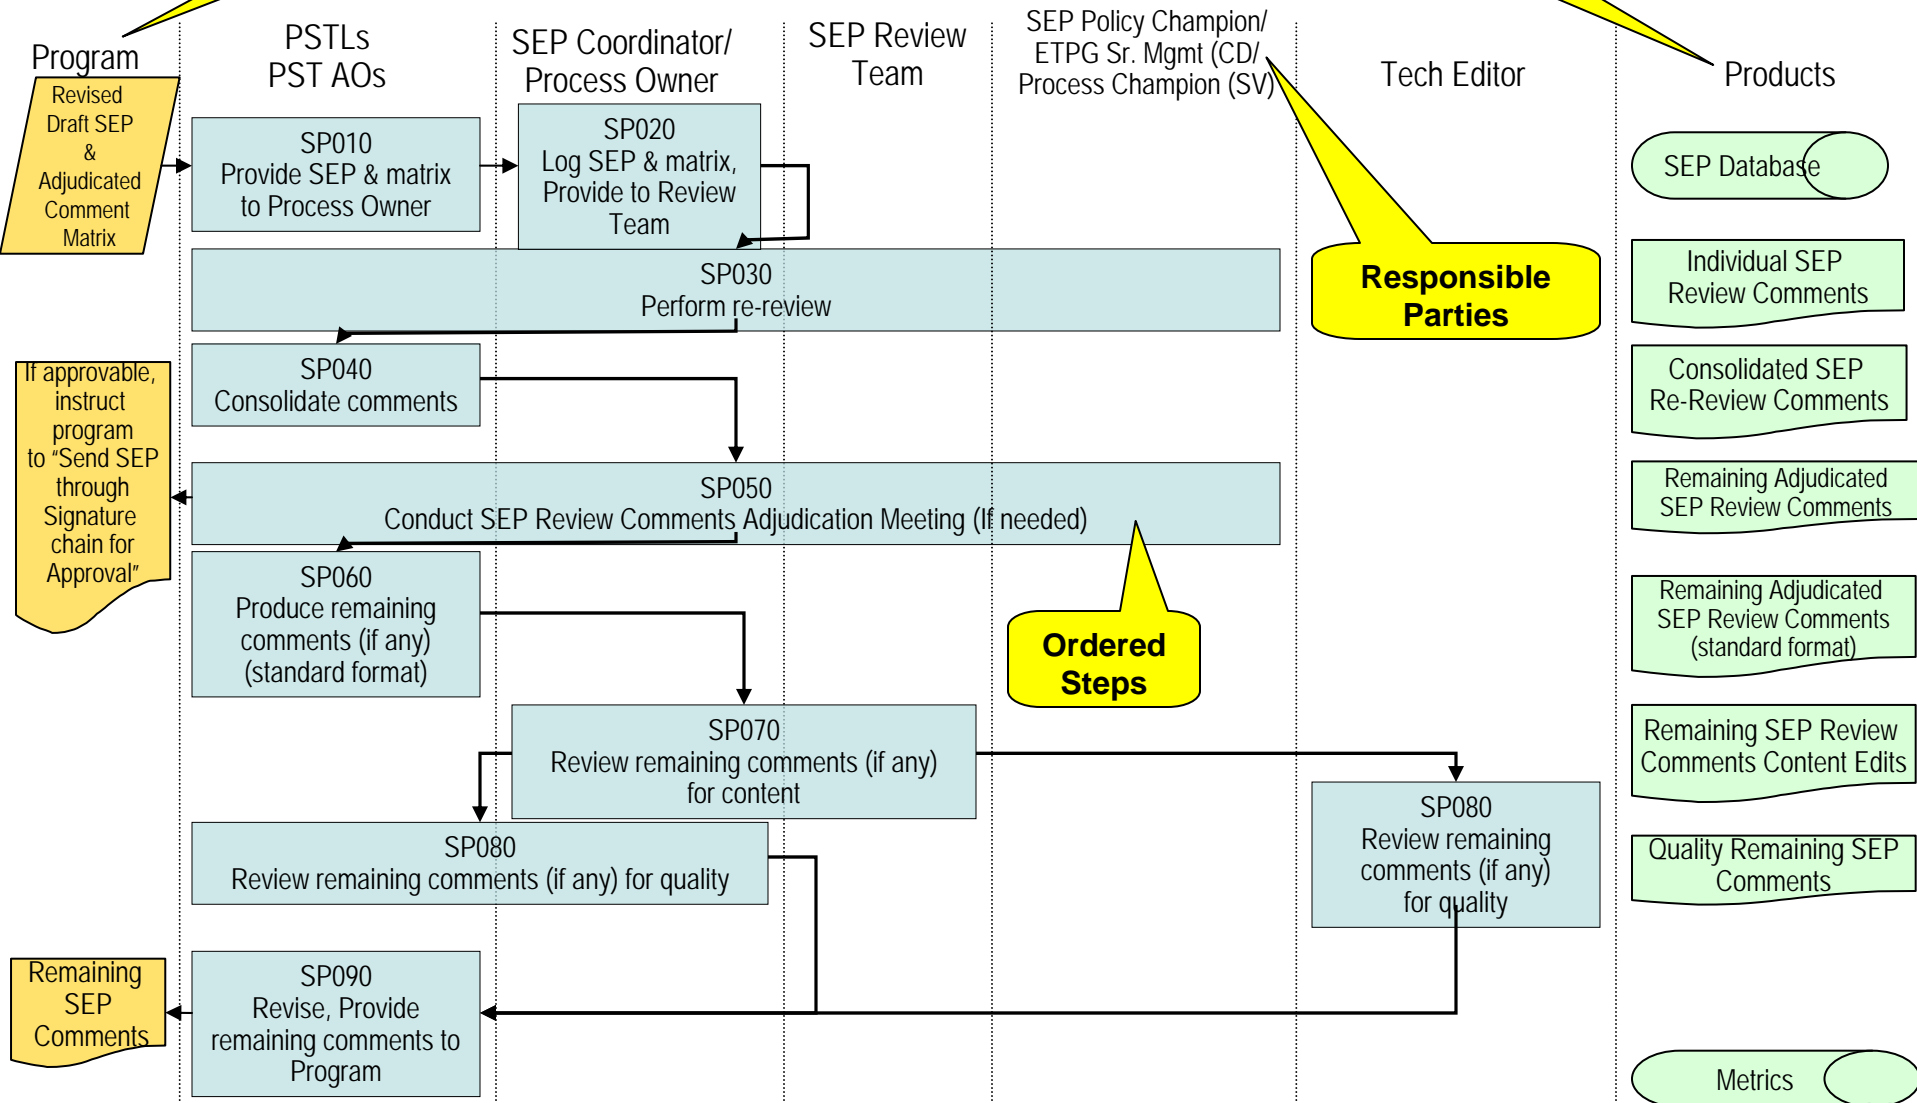 Program
PSTLs
PST AOs
SEP Coordinator/
Process Owner
SEP Review
Team
SEP Policy Champion/
ETPG Sr. Mgmt (CD/
Process Champion (SV)
Tech Editor
Products
Revised
Draft SEP
&
Adjudicated
Comment
Matrix
SP010
Provide SEP & matrix
to Process Owner
SP020
Log SEP & matrix,
Provide to Review
Team
SEP Database
SP030
Perform re-review
Responsible
Parties
Individual SEP
Review Comments
If approvable,
instruct
program
to “Send SEP
through
Signature
chain for
Approval”
SP040
Consolidate comments
Consolidated SEP
Re-Review Comments
SP050
Conduct SEP Review Comments Adjudication Meeting (If needed)
Remaining Adjudicated
SEP Review Comments
SP060
Produce remaining
comments (if any)
(standard format)
Ordered
Steps
Remaining Adjudicated
SEP Review Comments
(standard format)
SP070
Review remaining comments (if any)
for content
Remaining SEP Review
Comments Content Edits
SP080
Review remaining comments (if any) for quality
SP080
Review remaining
comments (if any)
for quality
Quality Remaining SEP
Comments
Remaining
SEP
Comments
SP090
Revise, Provide
remaining comments to
Program
Metrics